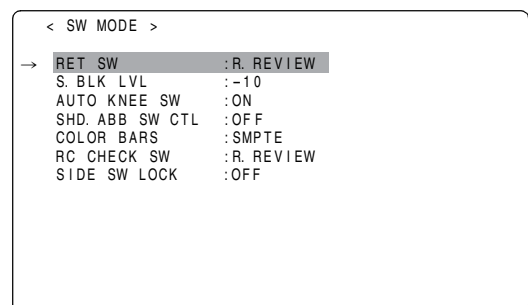 < SW MODE >
→ RET SW :R. REVIEW
S. BLK LVL :–10
AUTO KNEE SW :ON
SHD. ABB SW CTL :OFF
COLOR BARS :SMPTE
RC CHECK SW :R. REVIEW
SIDE SW LOCK :OFF